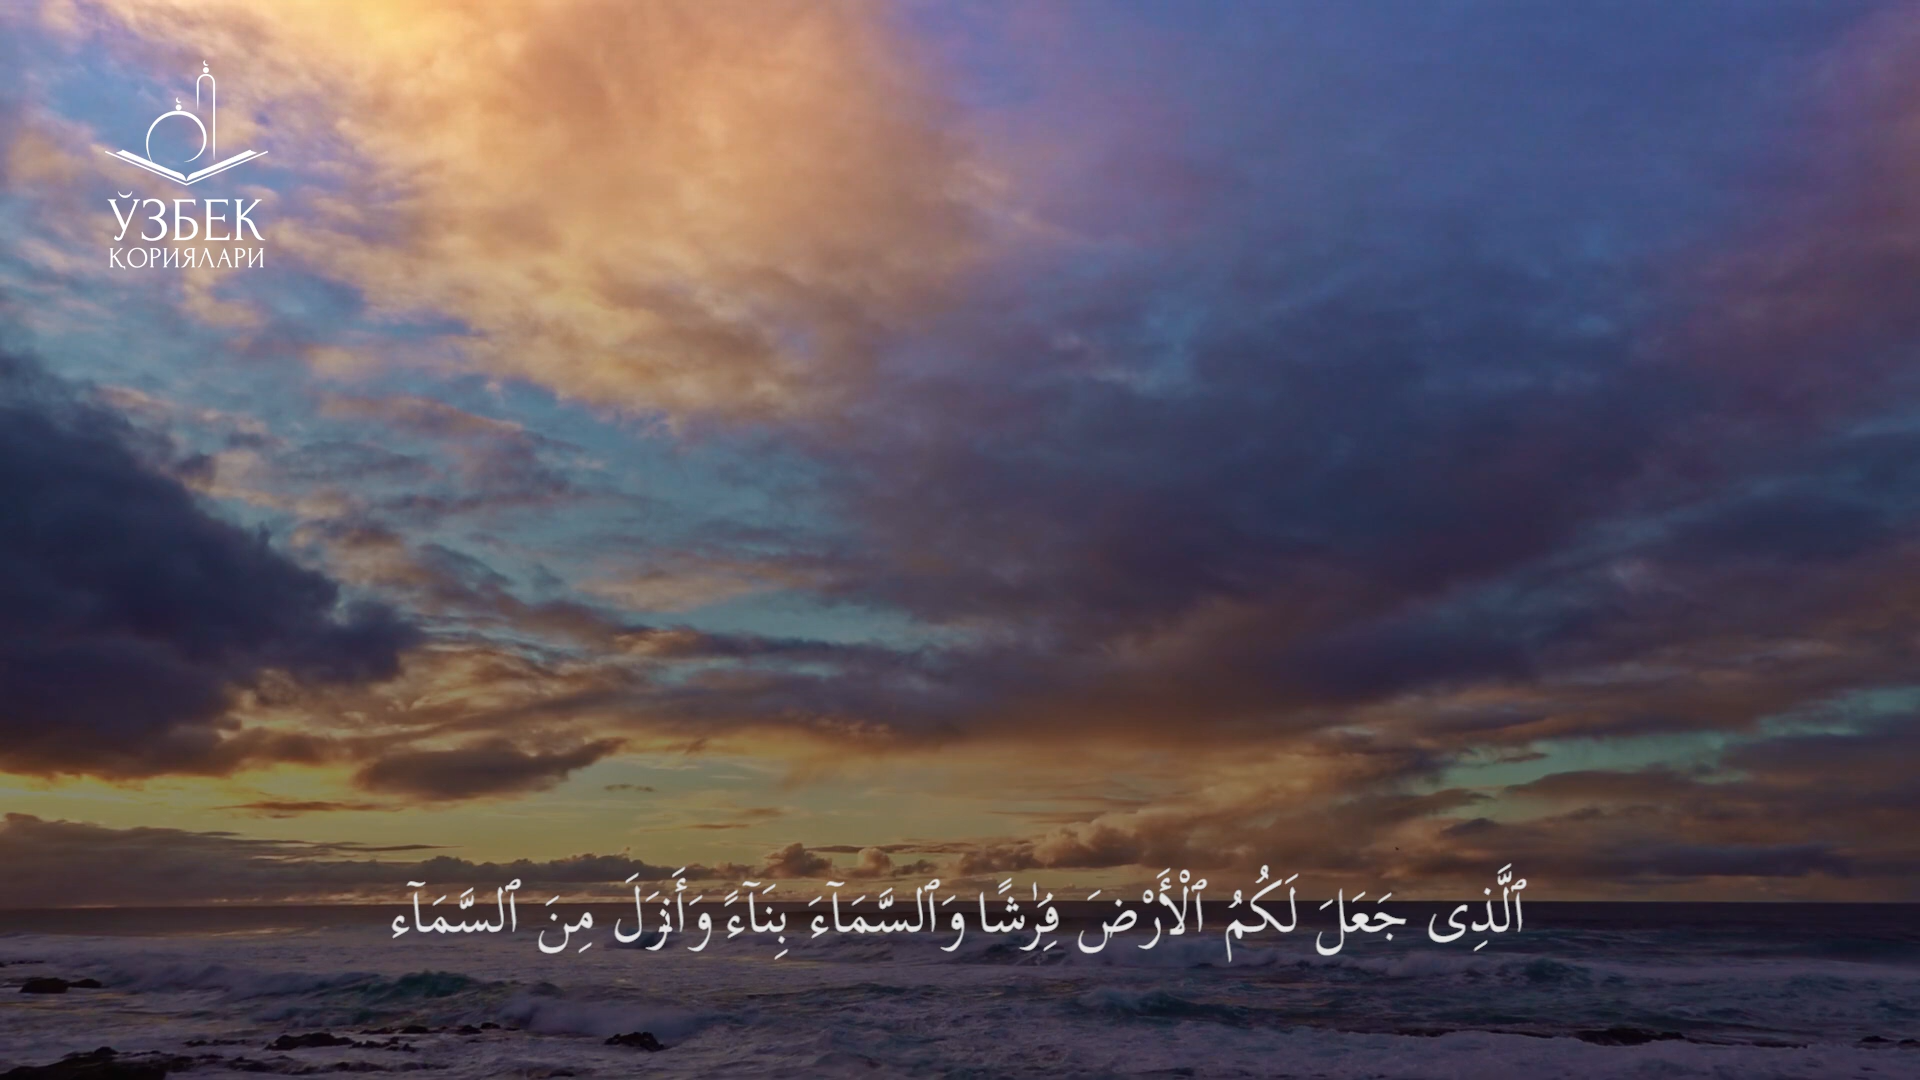 ЎЗБЕК
ҚОРИЯЛАРИ
ٱلَّذِى جَعَلَ لَكُمُ ٱلْأَرْضَ فِرَٰشًا وَٱلسَّمَآءَ بِنَآءً وَأَنزَلَ مِنَ ٱلسَّمَآءِ